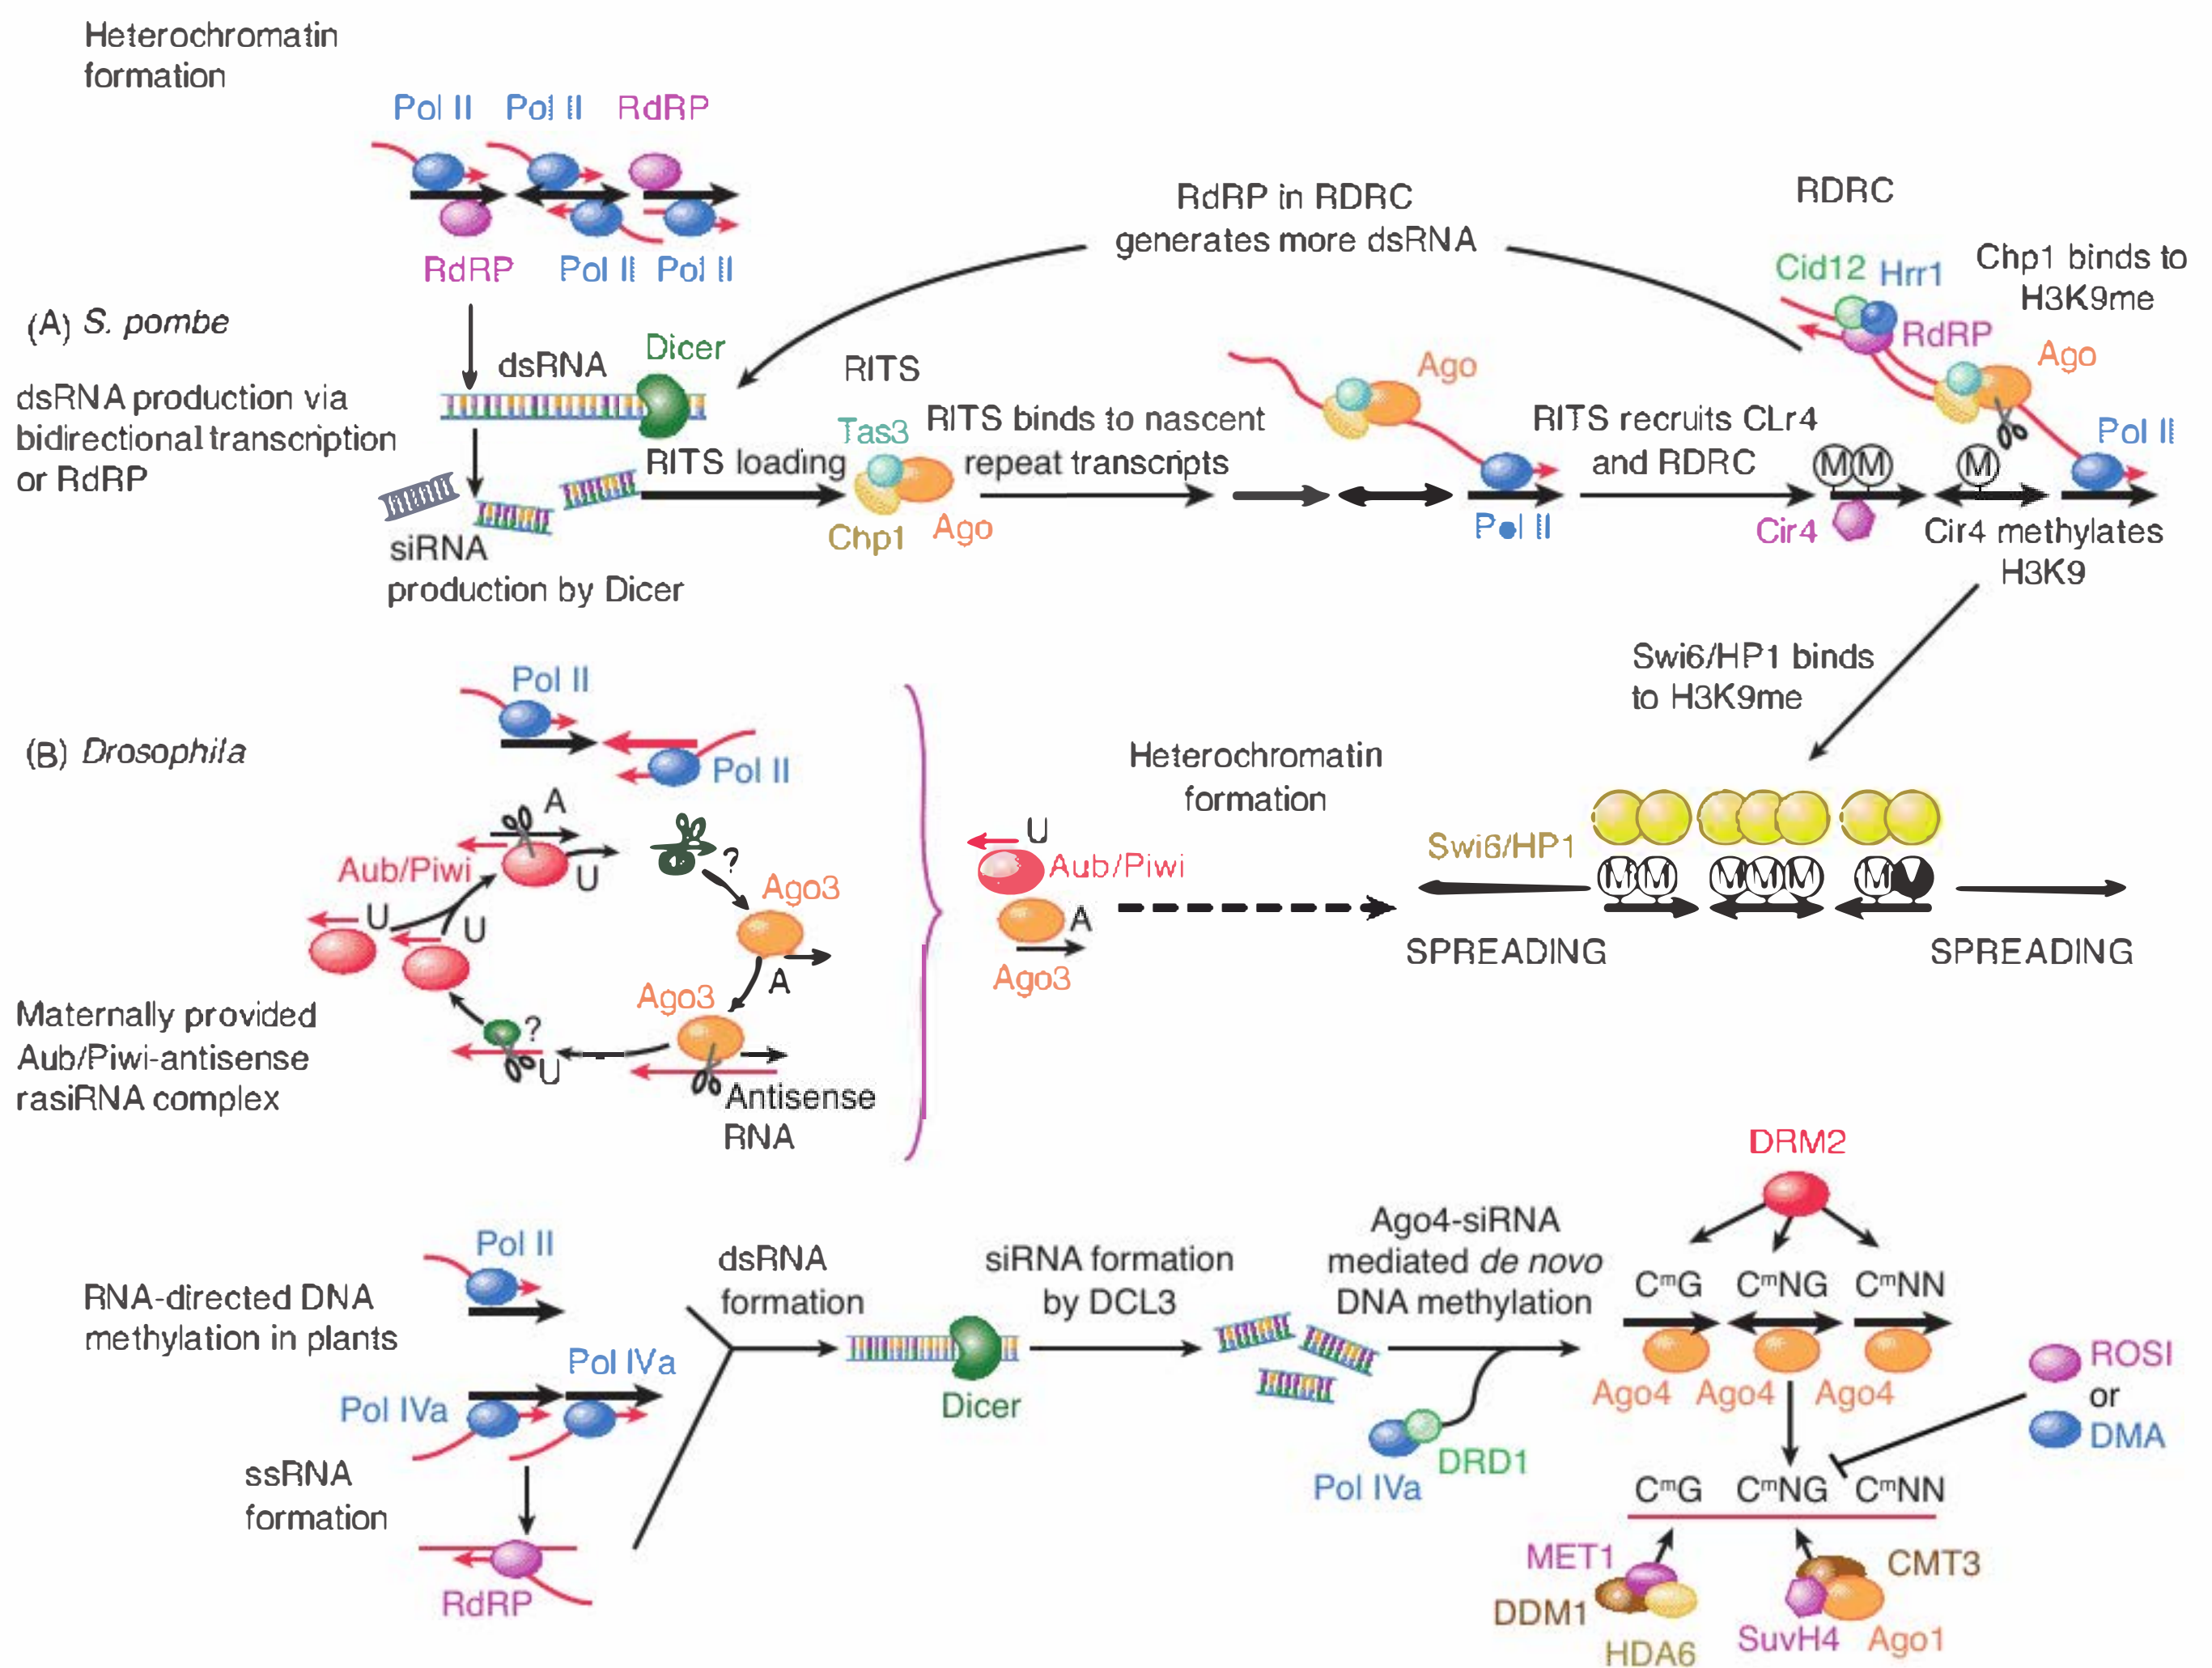 Heterochromatin
formation
Pol II
Pol II
RdRP
RdRP
Pol II
Pol II
(A) S. pombe
dsRNA production via
bidirectional transcription
or RdRP
dsRNA
Dicer
siRNA
production by Dicer
RdRP in RDRC
generates more dsRNA
RITS
RITS loading
Tas3
Chp1
Ago
RITS binds to nascent
repeat transcripts
Ago
Pol II
RITS recruits CLr4
and RDRC
RDRC
Cid12
Hrr1
RdRP
Chp1 binds to
H3K9me
Ago
Pol II
M
M
M
Cir4
Cir4 methylates
H3K9
Swi6/HP1 binds
to H3K9me
(B) Drosophila
Pol II
Pol II
A
Aub/Piwi
U
U
U
?
Ago3
A
Ago3
?
U
Antisense
RNA
Maternally provided
Aub/Piwi-antisense
rasiRNA complex
U
Aub/Piwi
A
Ago3
Heterochromatin
formation
Swi6/HP1
M
M
M
M
M
M
SPREADING
SPREADING
RNA-directed DNA
methylation in plants
Pol II
Pol IVa
Pol IVa
ssRNA
formation
RdRP
dsRNA
formation
Dicer
siRNA formation
by DCL3
Ago4-siRNA
mediated de novo
DNA methylation
Pol IVa
DRD1
DRM2
CᵐG
CᵐNG
CᵐNN
Ago4
Ago4
Ago4
ROSI
or
DMA
CᵐG
CᵐNG
CᵐNN
MET1
DDM1
HDA6
CMT3
SuvH4
Ago1